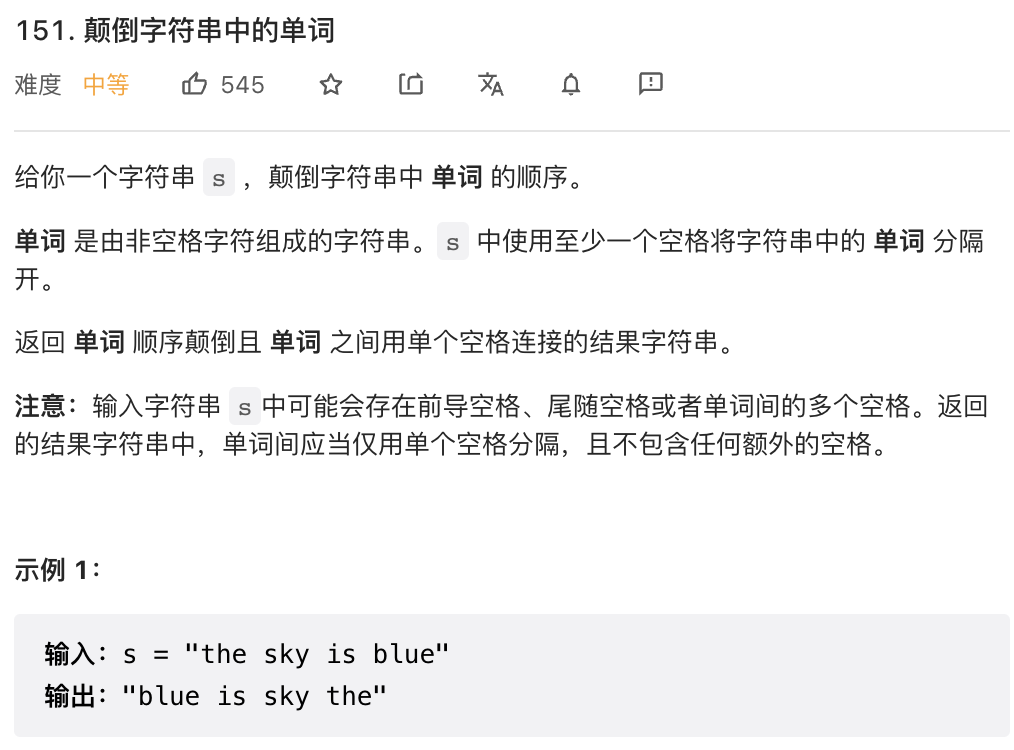 151. 颠倒字符串中的单词
难度 中等 545
给你一个字符串 s ，颠倒字符串中 单词 的顺序。
单词 是由非空格字符组成的字符串。s 中使用至少一个空格将字符串中的 单词 分隔
开。
返回 单词 顺序颠倒且 单词 之间用单个空格连接的结果字符串。
注意：输入字符串 s中可能会存在前导空格、尾随空格或者单词间的多个空格。返回
的结果字符串中，单词间应当仅用单个空格分隔，且不包含任何额外的空格。
示例 1：
输入：s = "the sky is blue"
输出："blue is sky the"